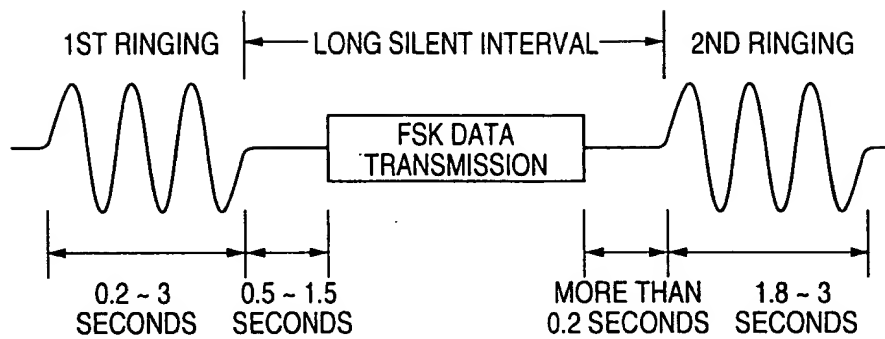 1ST RINGING
LONG SILENT INTERVAL
2ND RINGING
FSK DATA
TRANSMISSION
0.2 ~ 3
SECONDS
0.5 ~ 1.5
SECONDS
MORE THAN
0.2 SECONDS
1.8 ~ 3
SECONDS